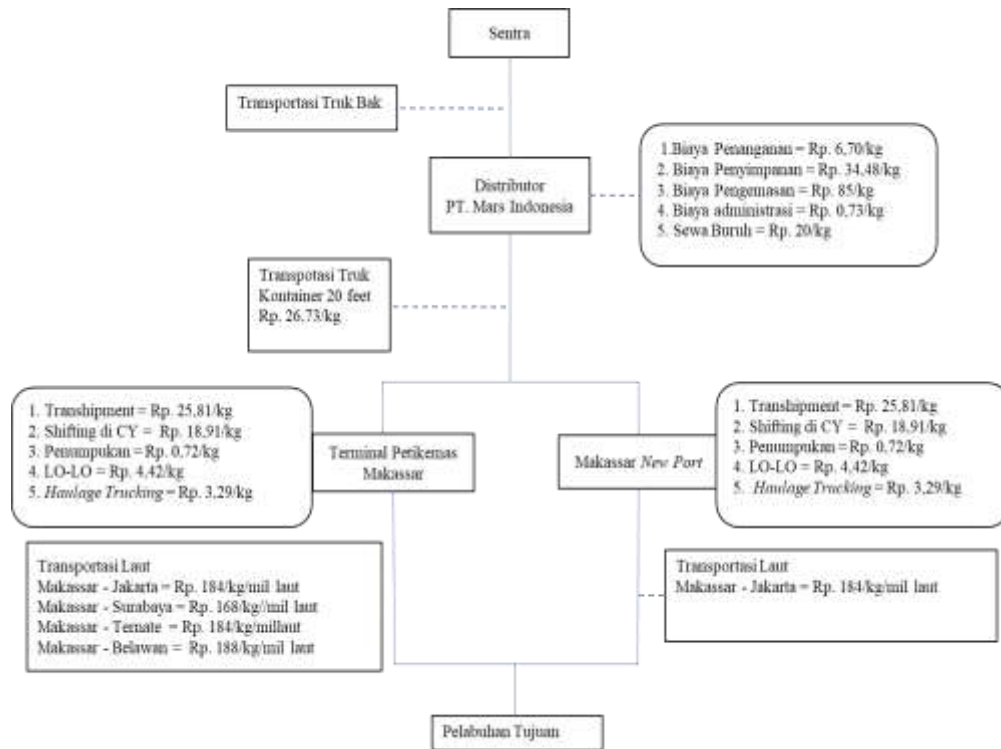 Sentra
Transportasi Truk Bak
Distributor
PT. Mars Indonesia
1.Biaya Penanganan = Rp. 6,70/kg
2. Biaya Penyimpanan = Rp. 34,48/kg
3. Biaya Pengemasan = Rp. 85/kg
4. Biaya administrasi = Rp. 0,73/kg
5. Sewa Buruh = Rp. 20/kg
Transpotasi Truk
Kontainer 20 feet
Rp. 26.73/kg
1. Transhipment = Rp. 25,81/kg
2. Shifting di CY = Rp. 18,91/kg
3. Penumpukan = Rp. 0,72/kg
4. LO-LO = Rp. 4,42/kg
5. Haulage Trucking = Rp. 3,29/kg
Terminal Petikemas
Makassar
Makassar New Port
1. Transhipment = Rp. 25,81/kg
2. Shifting di CY = Rp. 18,91/kg
3. Penumpukan = Rp. 0,72/kg
4. LO-LO = Rp. 4,42/kg
5. Haulage Trucking = Rp. 3,29/kg
Transportasi Laut
Makassar - Jakarta = Rp. 184/kg/mil laut
Makassar - Surabaya = Rp. 168/kg//mil laut
Makassar - Ternate = Rp. 184/kg/millaut
Makassar - Belawan = Rp. 188/kg/mil laut
Transportasi Laut
Makassar - Jakarta = Rp. 184/kg/mil laut
Pelabuhan Tujuan